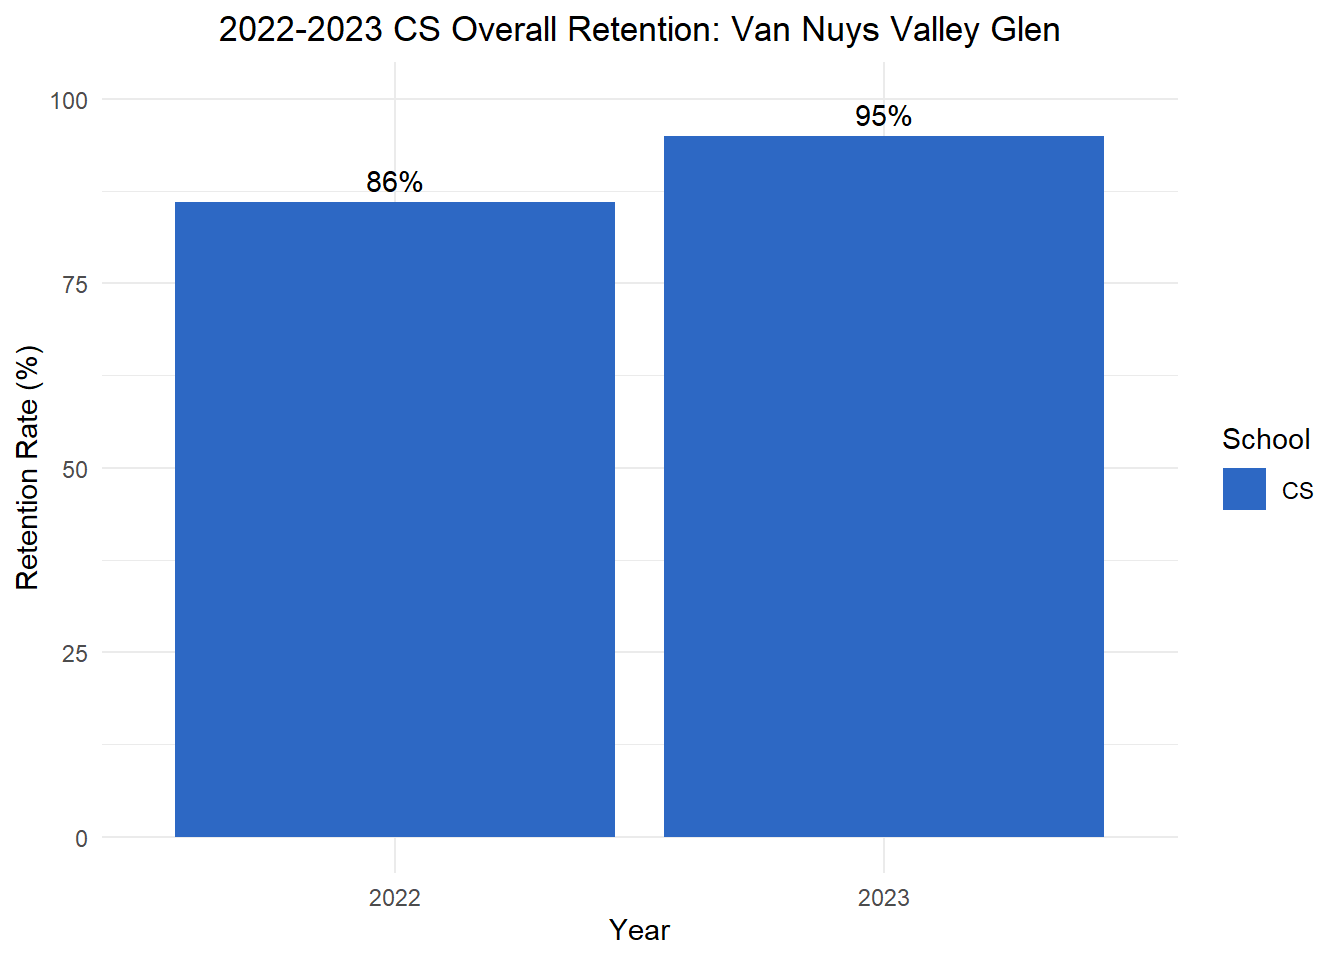 2022-2023 CS Overall Retention: Van Nuys Valley Glen
100
75
50
25
0
Retention Rate (%)
86%
95%
2022
2023
Year
School
CS